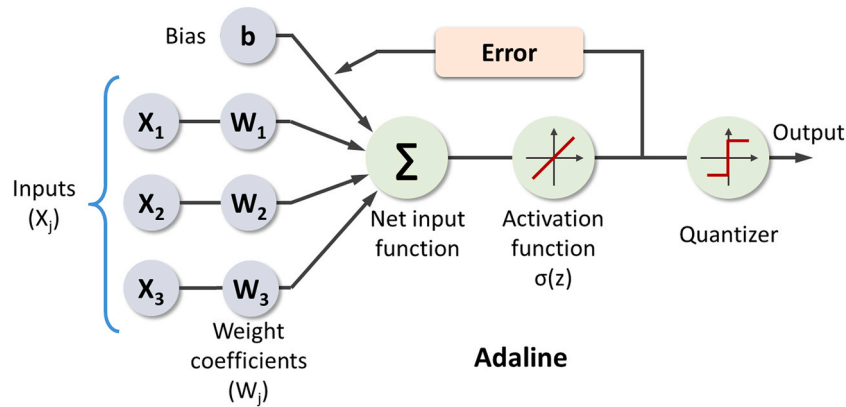 Bias
b
Error
X1
W1
Output
Inputs
(Xj)
X2
W2
Σ
Net input
function
Activation
function
σ(z)
Quantizer
X3
W3
Weight
coefficients
(Wj)
Adaline